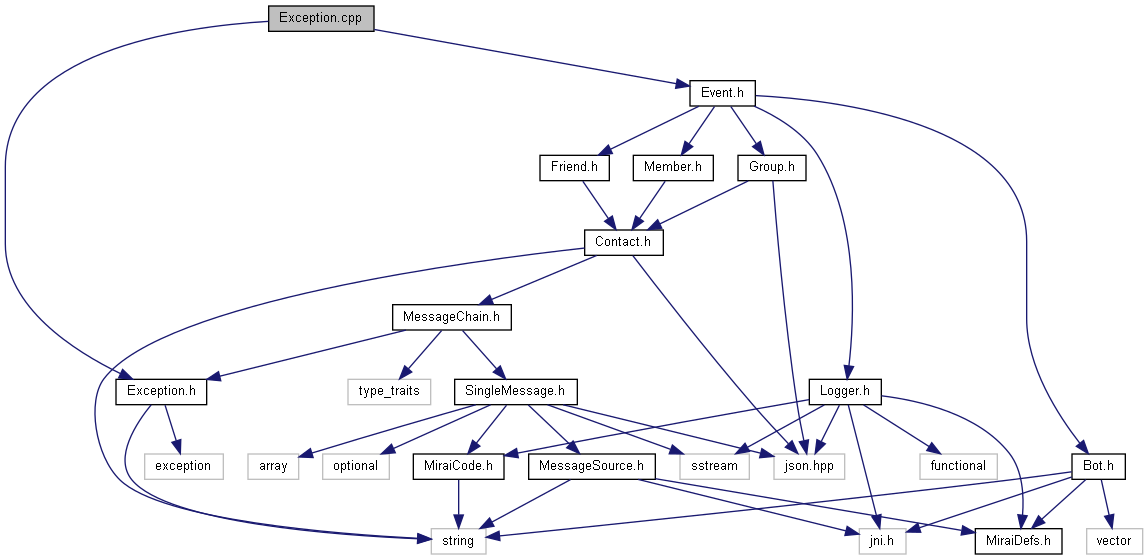 Exception.cpp
Event.h
Friend.h
Member.h
Group.h
Contact.h
MessageChain.h
Exception.h
type_traits
SingleMessage.h
Logger.h
exception
array
optional
MiraiCode.h
MessageSource.h
sstream
json.hpp
functional
Bot.h
string
jni.h
MiraiDefs.h
vector